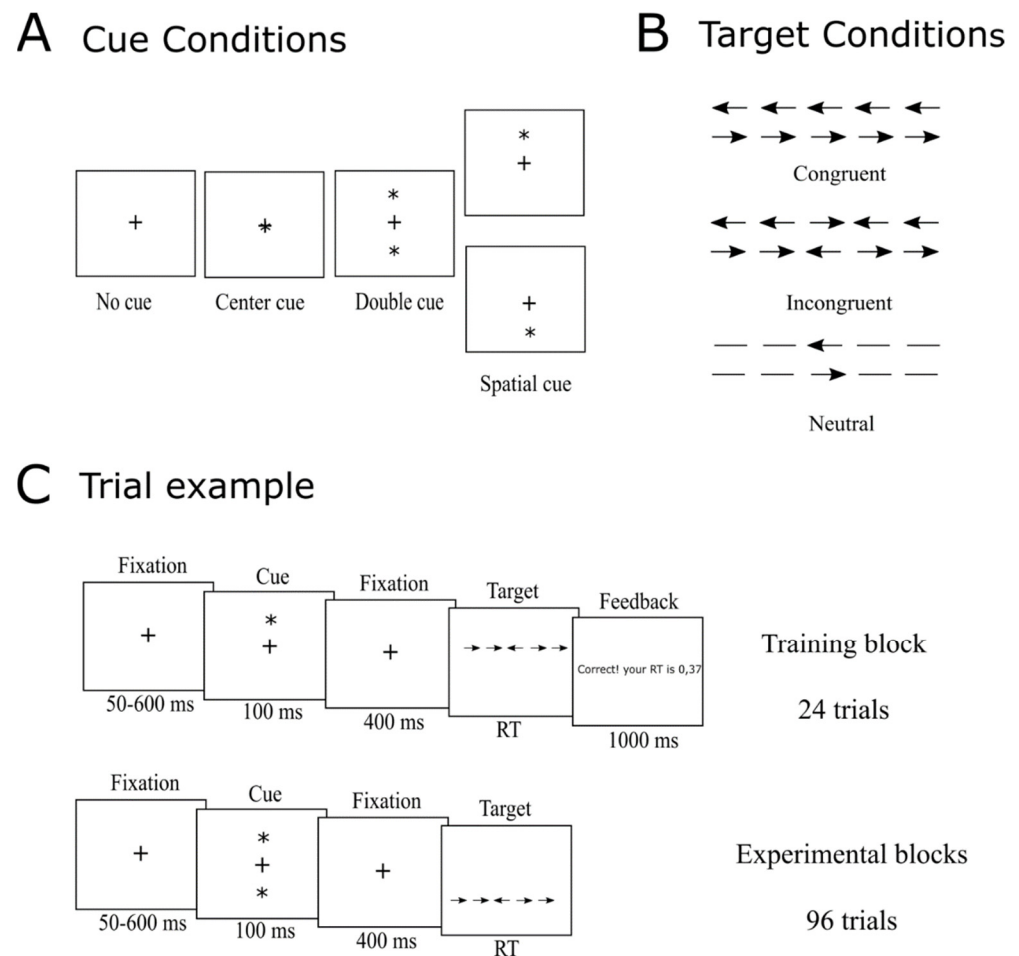 A Cue Conditions
No cue
Center cue
Double cue
Spatial cue
B Target Conditions
Congruent
Incongruent
Neutral
C Trial example
Fixation
Cue
Fixation
Target
Feedback
Correct! your RT is 0,37
50-600 ms
100 ms
400 ms
RT
1000 ms
Training block
24 trials
Fixation
Cue
Fixation
Target
50-600 ms
100 ms
400 ms
RT
Experimental blocks
96 trials